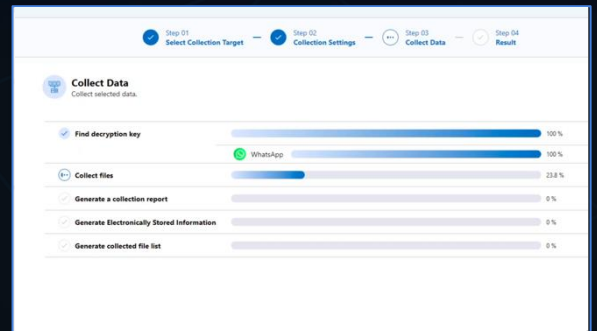 Step 01
Select Collection Target
Step 02
Collection Settings
Step 03
Collect Data
Step 04
Result
Collect Data
Collect selected data.
Find decryption key
100 %
WhatsApp
100 %
Collect files
23.8 %
Generate a collection report
0 %
Generate Electronically Stored Information
0 %
Generate collected file list
0 %